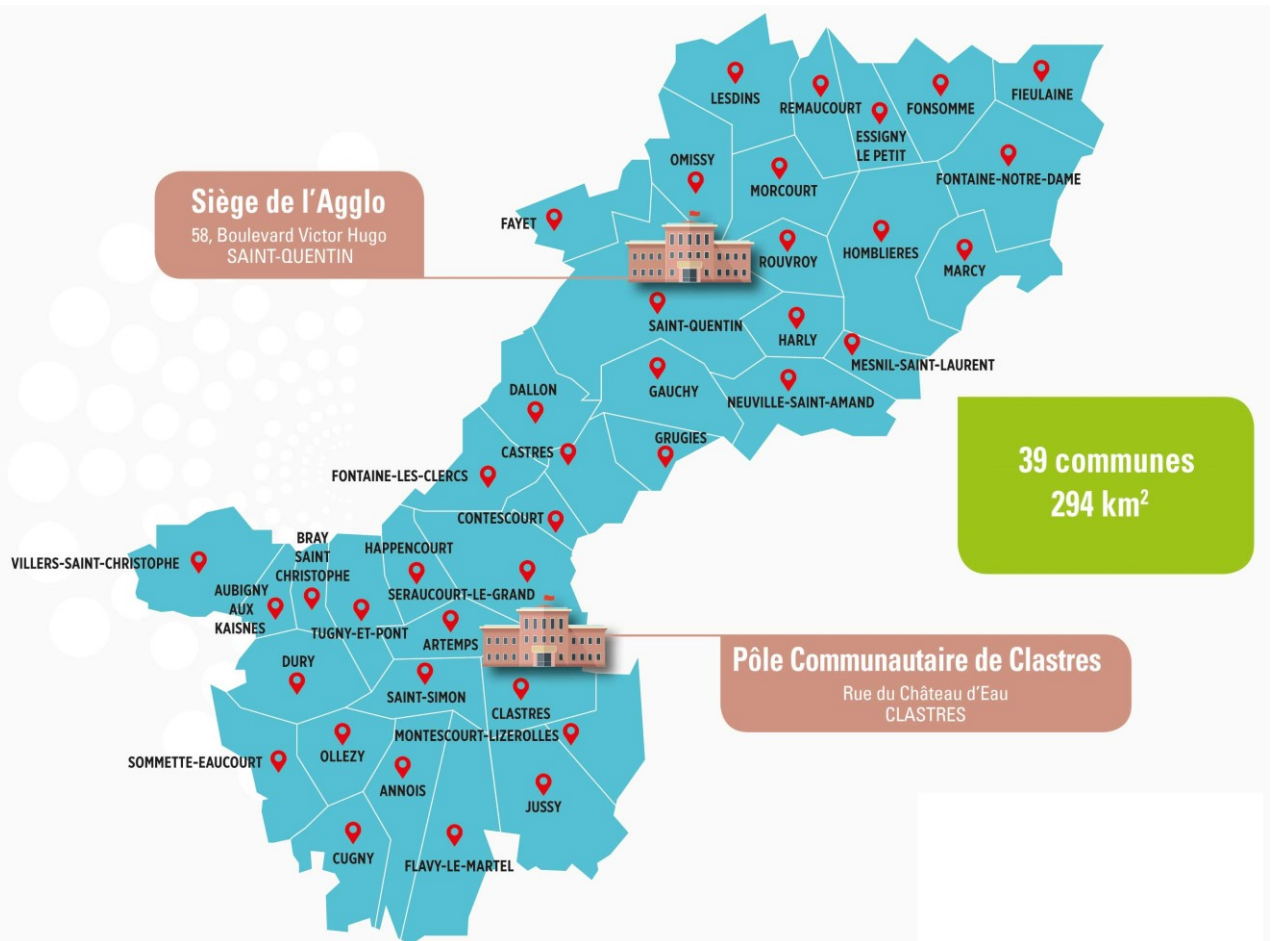 LESDINS
REMAUCOURT
ESSIGNY
LE PETIT
FONSOMME
FIEULAINE
OMISSY
MORCOURT
FONTAINE-NOTRE-DAME
Siège de l'Agglo
58, Boulevard Victor Hugo
SAINT-QUENTIN
FAYET
ROUVROY
HOMBLIERES
MARCY
SAINT-QUENTIN
HARLY
MESNIL-SAINT-LAURENT
GAUCHY
NEUVILLE-SAINT-AMAND
DALLON
GRUGIES
CASTRES
FONTAINE-LES-CLERCS
39 communes
294 km²
CONTESCOURT
VILLERS-SAINT-CHRISTOPHE
BRAY
SAINT
CHRISTOPHE
HAPPENCOURT
AUBIGNY
AUX
KAISNES
SERAUCOURT-LE-GRAND
TUGNY-ET-PONT
ARTEMPS
DURY
SAINT-SIMON
CLASTRES
Pôle Communautaire de Clastres
Rue du Château d'Eau
CLASTRES
MONTESCOURT-LIZEROLLES
SOMMETTE-EAUCOURT
OLLEZY
ANNOIS
JUSSY
CUGNY
FLAVY-LE-MARTEL